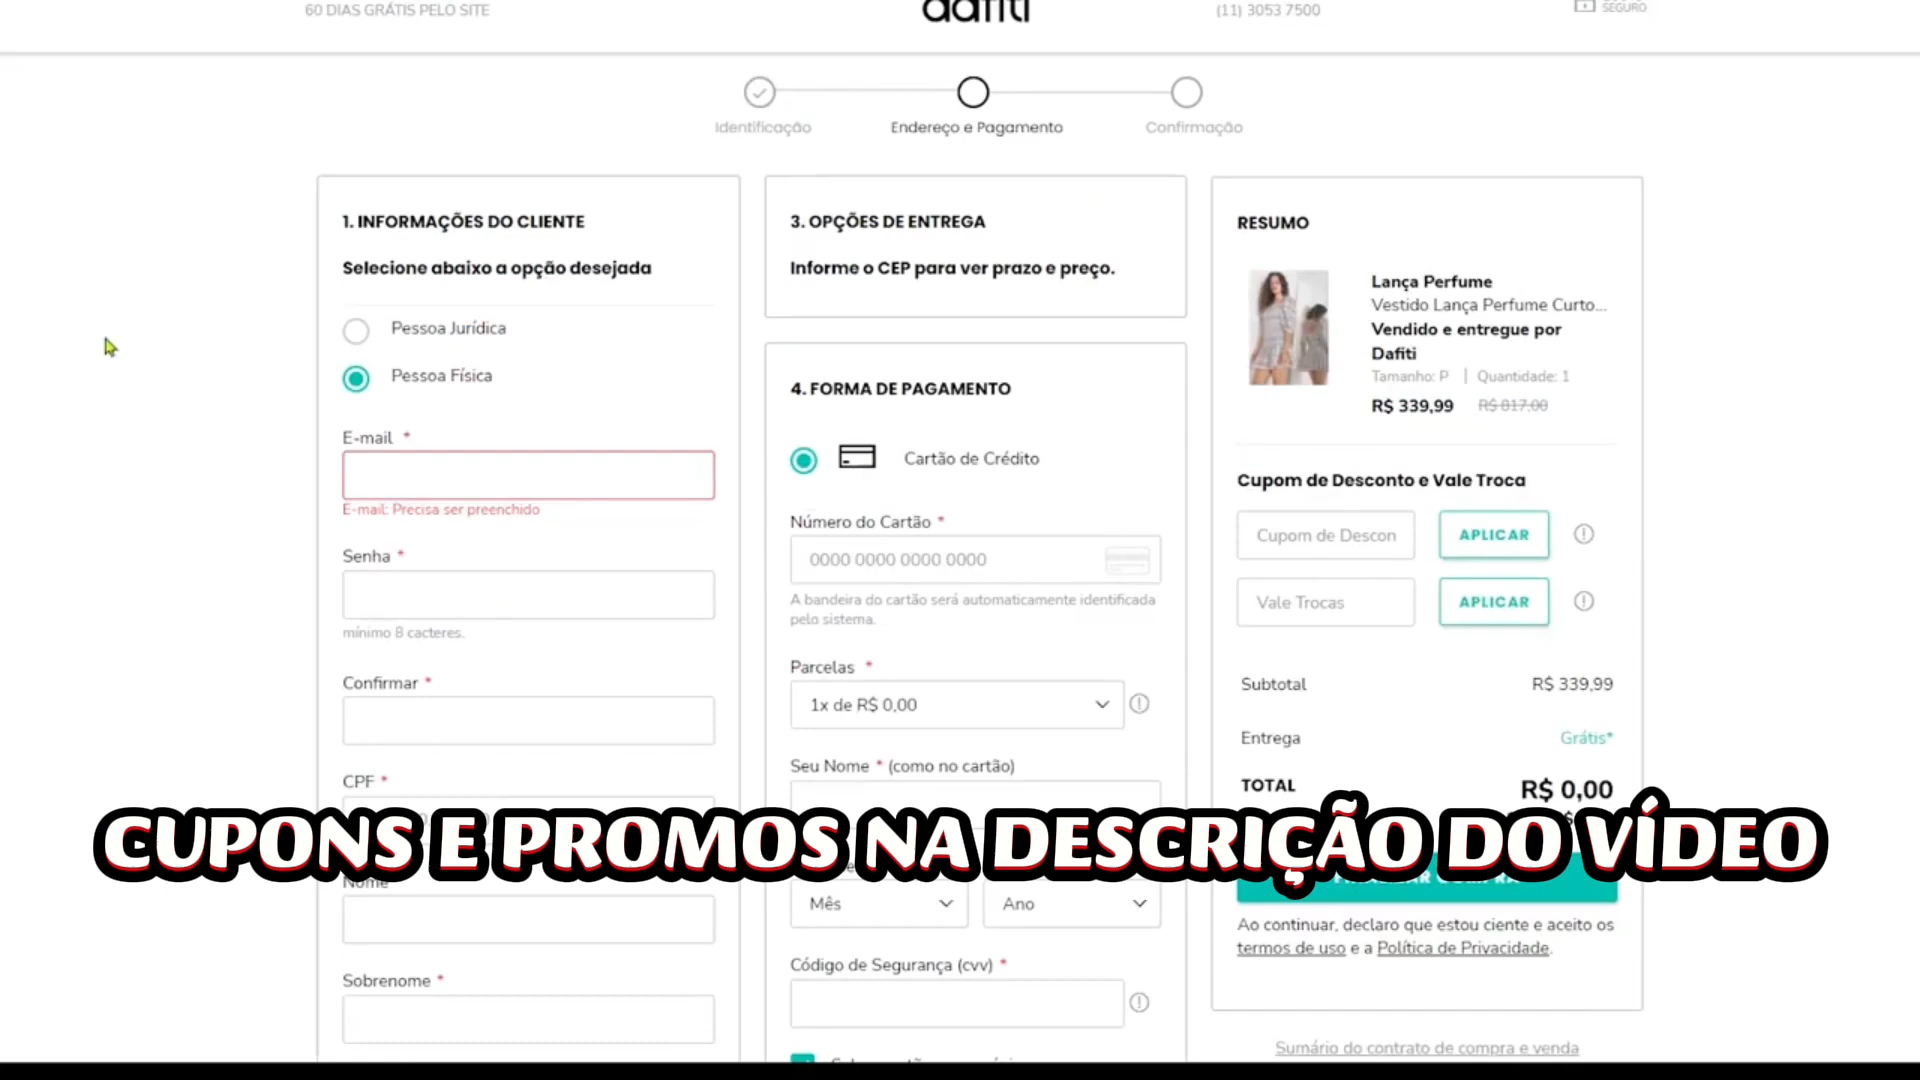 60 DIAS GRÁTIS PELO SITE
dafiti
(11) 3053 7500
SEGURO
Identificação
Endereço e Pagamento
Confirmação
1. INFORMAÇÕES DO CLIENTE
Selecione abaixo a opção desejada
Pessoa Jurídica
Pessoa Física
E-mail *
E-mail: Precisa ser preenchido
Senha *
mínimo 8 cacteres.
Confirmar *
CPF *
Nome
Sobrenome *
3. OPÇÕES DE ENTREGA
Informe o CEP para ver prazo e preço.
4. FORMA DE PAGAMENTO
Cartão de Crédito
Número do Cartão *
0000 0000 0000 0000
A bandeira do cartão será automaticamente identificada
pelo sistema.
Parcelas *
1x de R$ 0,00
Seu Nome * (como no cartão)
Mês
Ano
Código de Segurança (cvv) *
RESUMO
Lança Perfume
Vestido Lança Perfume Curto...
Vendido e entregue por
Dafiti
Tamanho: P | Quantidade: 1
R$ 339,99 R$ 817,00
Cupom de Desconto e Vale Troca
Cupom de Descon
APLICAR
Vale Trocas
APLICAR
Subtotal R$ 339,99
Entrega Grátis*
TOTAL R$ 0,00
CUPONS E PROMOS NA DESCRIÇÃO DO VÍDEO
Ao continuar, declaro que estou ciente e aceito os
termos de uso e a Política de Privacidade.
Sumário do contrato de compra e venda